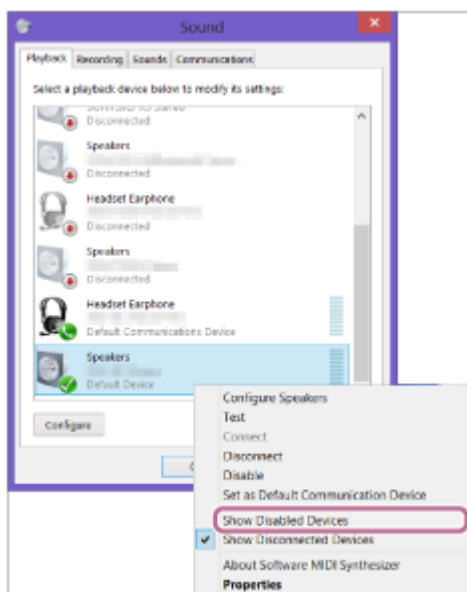 Sound
Playback Recording Sounds Communications
Select a playback device below to modify its settings:
Stereo
Disconnected
Speakers
Disconnected
Headset Earphone
Disconnected
Speakers
Disconnected
Headset Earphone
Default Communications Device
Speakers
Default Device
Configure
Configure Speakers
Test
Connect
Disconnect
Disable
Set as Default Communication Device
Show Disabled Devices
Show Disconnected Devices
About Software MIDI Synthesizer
Properties